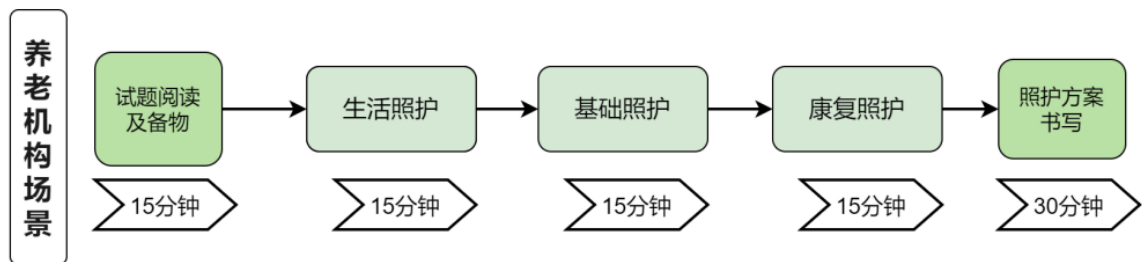 养老机构场景
试题阅读
及备物
生活照护
基础照护
康复照护
照护方案
书写
15分钟
15分钟
15分钟
15分钟
30分钟